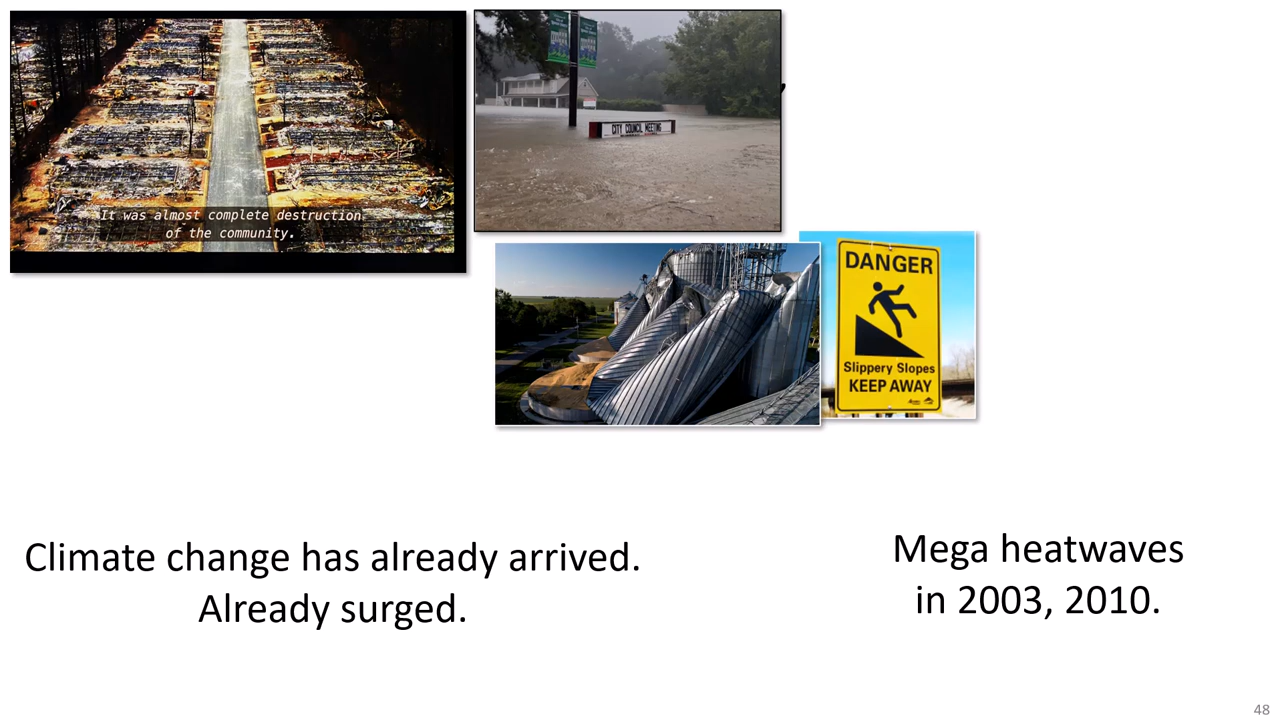 It was almost complete destruction
of the community.
CITY COUNCIL MEETING
DANGER
Slippery Slopes
KEEP AWAY
Climate change has already arrived.
Already surged.
Mega heatwaves
in 2003, 2010.
48